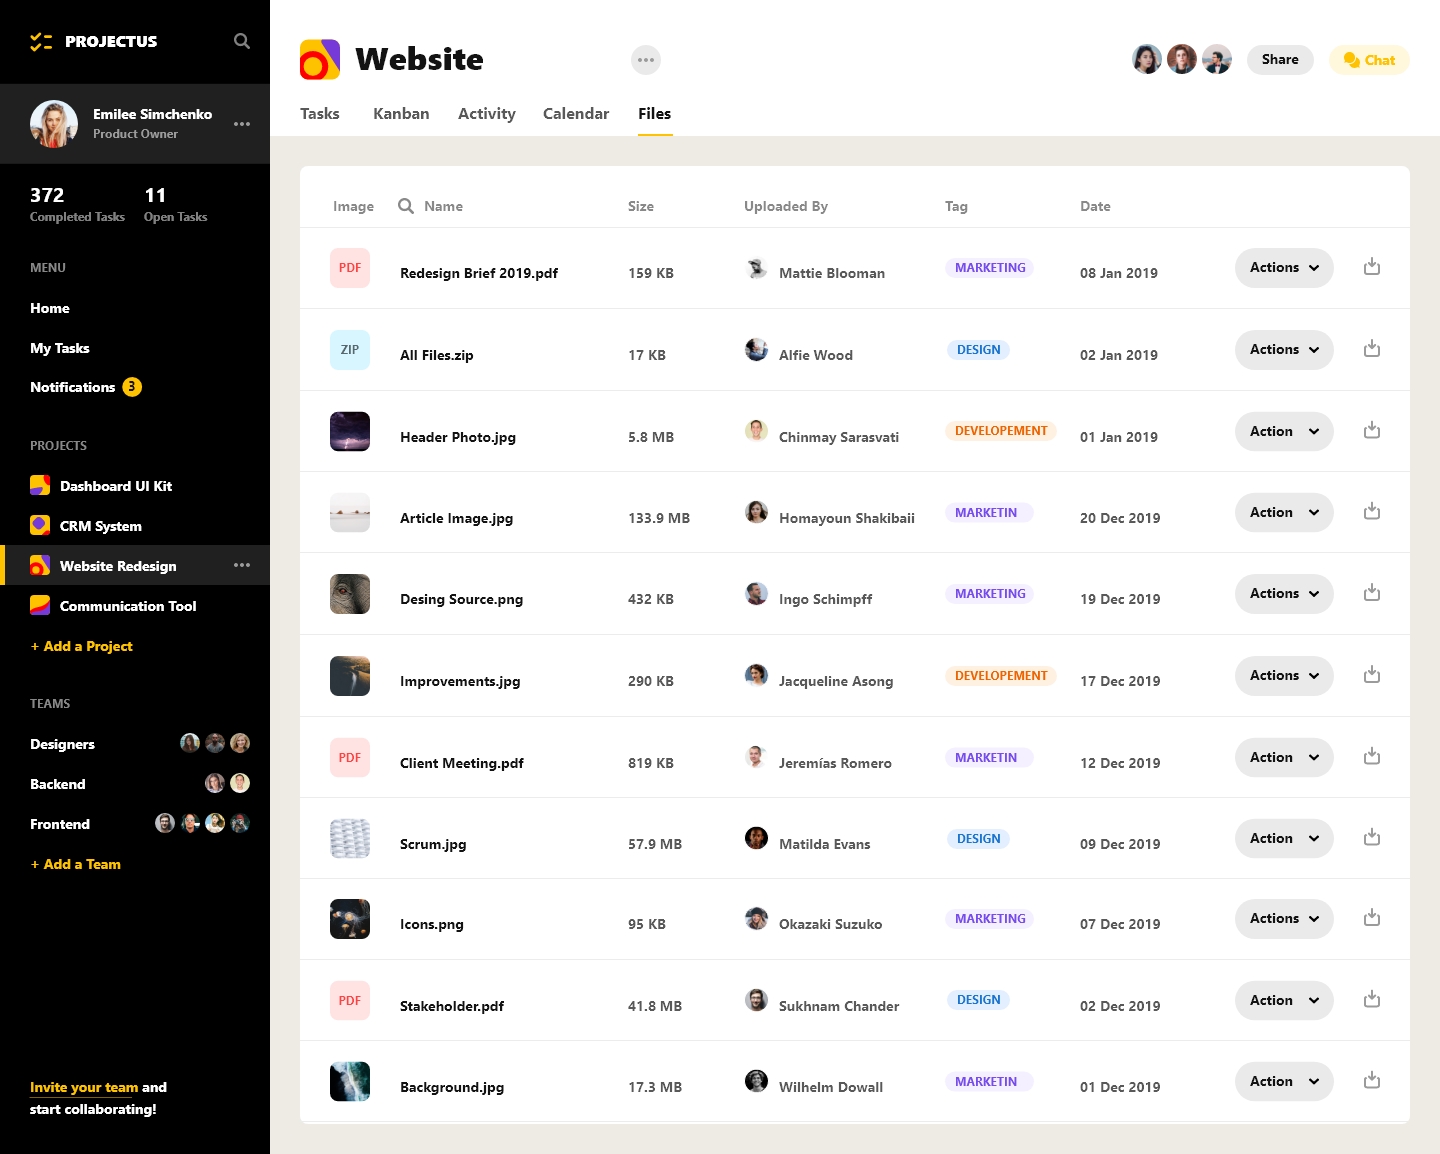 PROJECTUS
Emilee Simchenko
Product Owner
372
11
Completed Tasks
Open Tasks
MENU
Home
My Tasks
Notifications 3
PROJECTS
Dashboard UI Kit
CRM System
Website Redesign
Communication Tool
+ Add a Project
TEAMS
Designers
Backend
Frontend
+ Add a Team
Invite your team and
start collaborating!
Website
Share
Chat
Tasks Kanban Activity Calendar Files
Image Name Size Uploaded By Tag Date
PDF Redesign Brief 2019.pdf 159 KB Mattie Blooman MARKETING 08 Jan 2019 Actions
ZIP All Files.zip 17 KB Alfie Wood DESIGN 02 Jan 2019 Actions
Header Photo.jpg 5.8 MB Chinmay Sarasvati DEVELOPEMENT 01 Jan 2019 Action
Article Image.jpg 133.9 MB Homayoun Shakibaii MARKETIN 20 Dec 2019 Action
Desing Source.png 432 KB Ingo Schimpff MARKETING 19 Dec 2019 Actions
Improvements.jpg 290 KB Jacqueline Asong DEVELOPEMENT 17 Dec 2019 Actions
PDF Client Meeting.pdf 819 KB Jeremías Romero MARKETIN 12 Dec 2019 Action
Scrum.jpg 57.9 MB Matilda Evans DESIGN 09 Dec 2019 Action
Icons.png 95 KB Okazaki Suzuko MARKETING 07 Dec 2019 Actions
PDF Stakeholder.pdf 41.8 MB Sukhnam Chander DESIGN 02 Dec 2019 Action
Background.jpg 17.3 MB Wilhelm Dowall MARKETIN 01 Dec 2019 Action